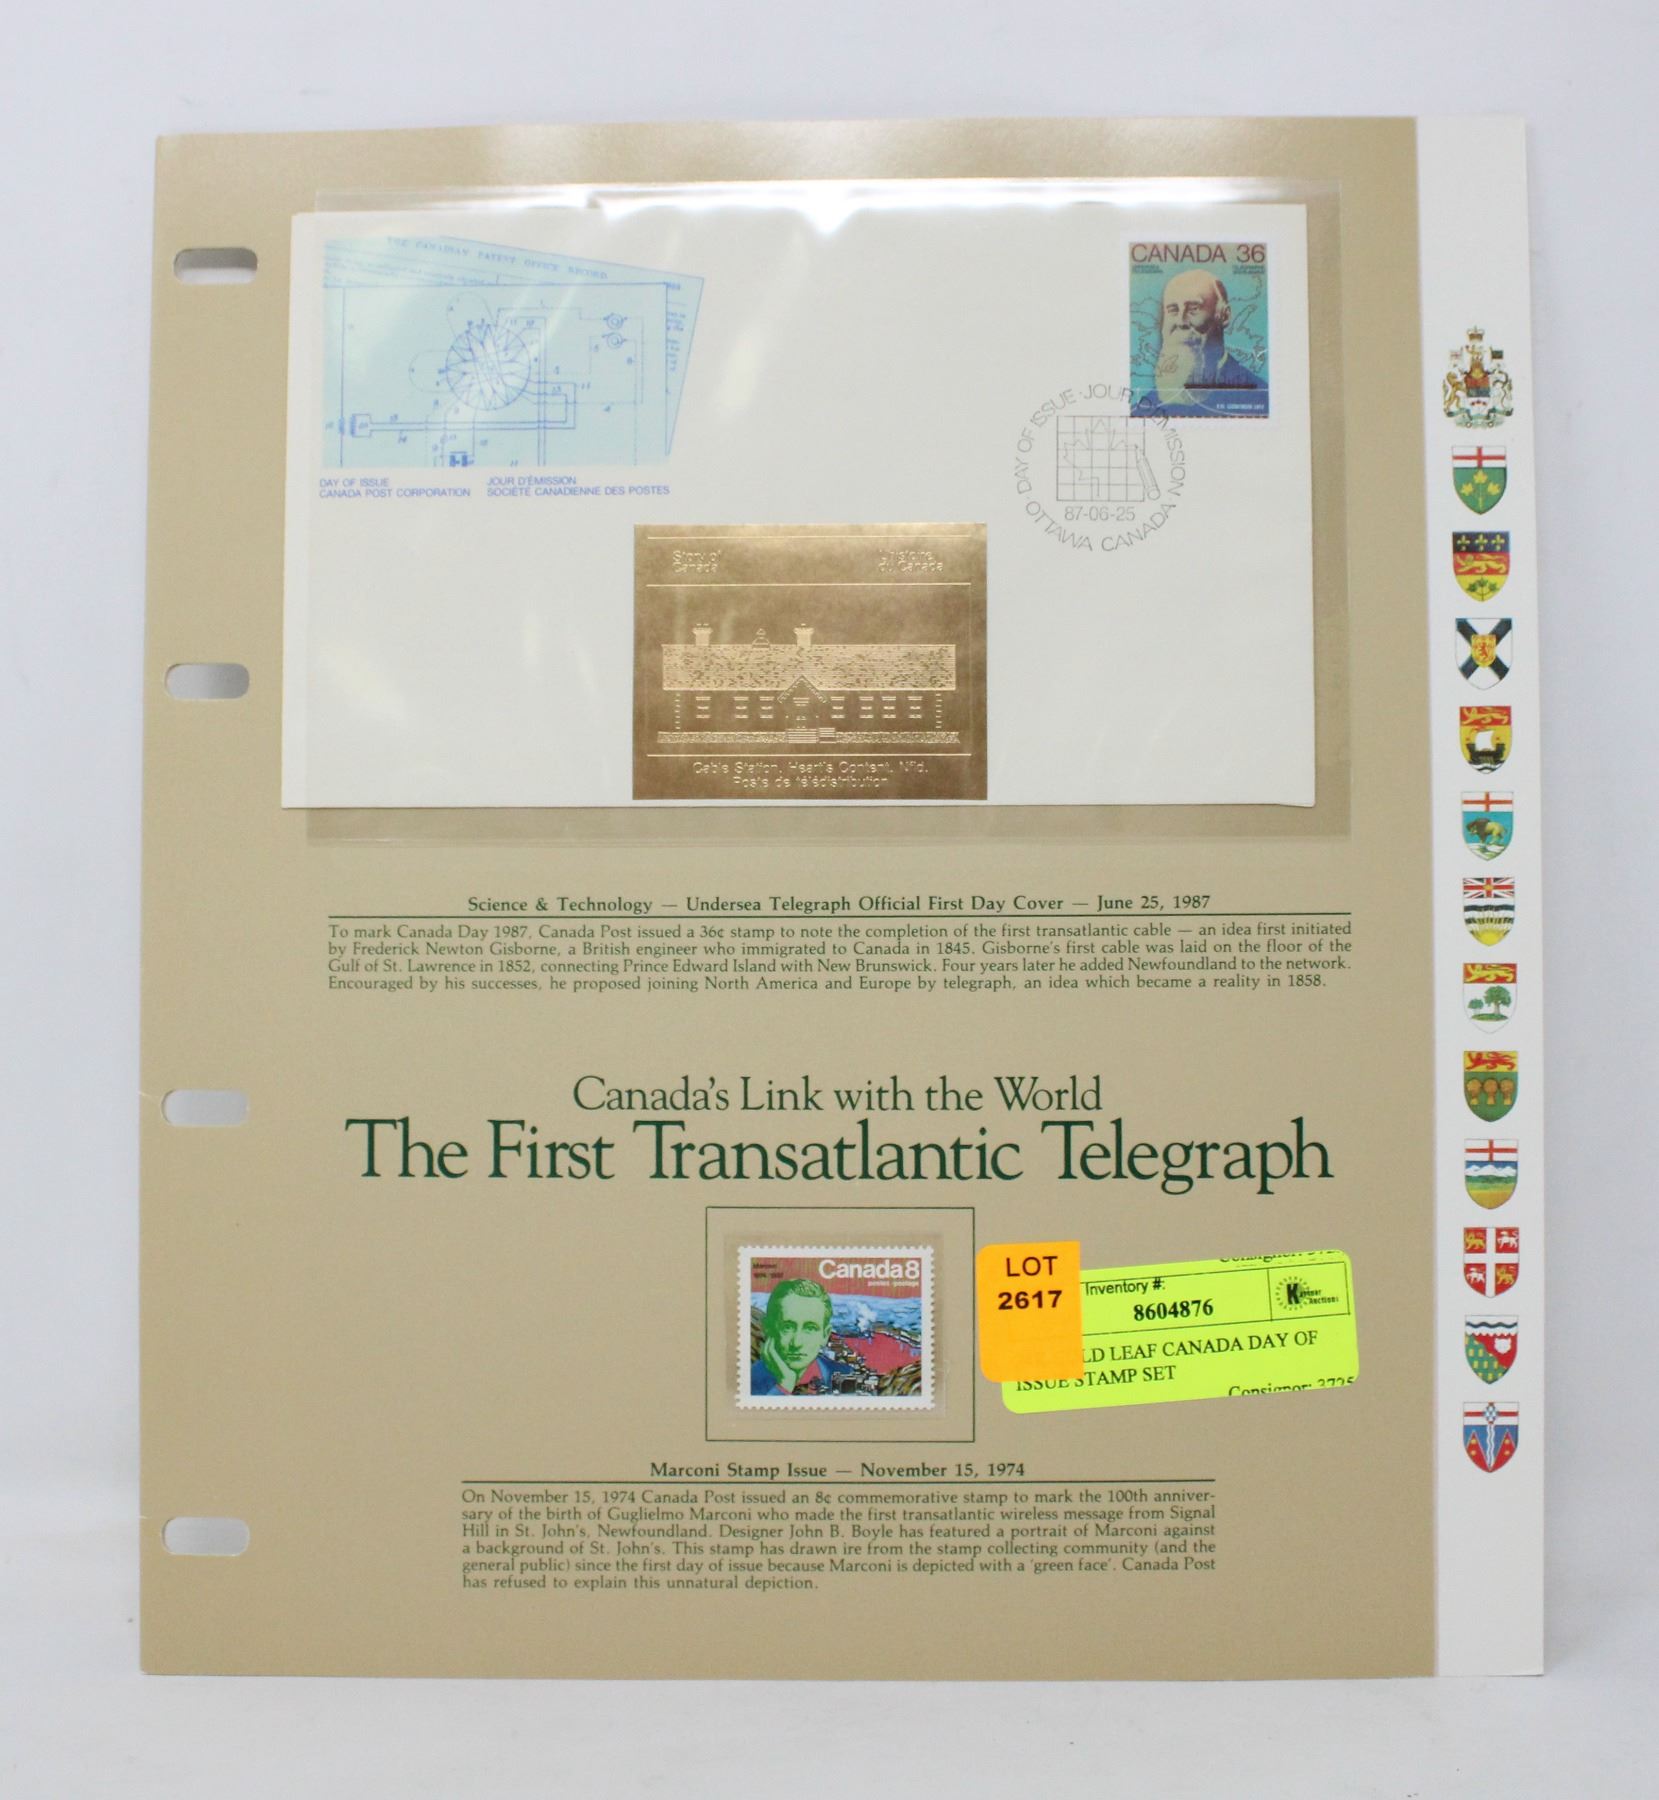 THE CANADIAN PATENT OFFICE RECORD
CANADA 36
DAY OF ISSUE JOUR D'ÉMISSION
CANADA POST CORPORATION SOCIÉTÉ CANADIENNE DES POSTES
DAY OF ISSUE · JOUR D'ÉMISSION
87-06-25
OTTAWA CANADA
Story of L'histoire
Canada du Canada
Cable Station, Heart's Content, Nfld.
Poste de télédistribution
Science & Technology — Undersea Telegraph Official First Day Cover — June 25, 1987
To mark Canada Day 1987, Canada Post issued a 36¢ stamp to note the completion of the first transatlantic cable — an idea first initiated
by Frederick Newton Gisborne, a British engineer who immigrated to Canada in 1845. Gisborne's first cable was laid on the floor of the
Gulf of St. Lawrence in 1852, connecting Prince Edward Island with New Brunswick. Four years later he added Newfoundland to the network.
Encouraged by his successes, he proposed joining North America and Europe by telegraph, an idea which became a reality in 1858.
Canada's Link with the World
The First Transatlantic Telegraph
Marconi Canada 8
postes · postage
LOT
2617
Inventory #:
8604876
Auctions
LD LEAF CANADA DAY OF
ISSUE STAMP SET
Consignor: 3725
Marconi Stamp Issue — November 15, 1974
On November 15, 1974 Canada Post issued an 8¢ commemorative stamp to mark the 100th anniver-
sary of the birth of Guglielmo Marconi who made the first transatlantic wireless message from Signal
Hill in St. John's, Newfoundland. Designer John B. Boyle has featured a portrait of Marconi against
a background of St. John's. This stamp has drawn ire from the stamp collecting community (and the
general public) since the first day of issue because Marconi is depicted with a 'green face'. Canada Post
has refused to explain this unnatural depiction.